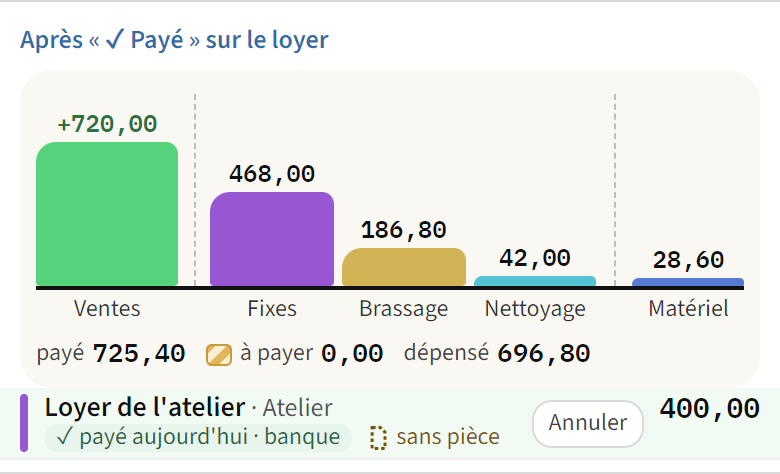 Après « ✓ Payé » sur le loyer
+720,00
468,00
186,80
42,00
28,60
Ventes Fixes Brassage Nettoyage Matériel
payé 725,40 à payer 0,00 dépensé 696,80
Loyer de l'atelier · Atelier
✓ payé aujourd'hui · banque sans pièce
Annuler
400,00